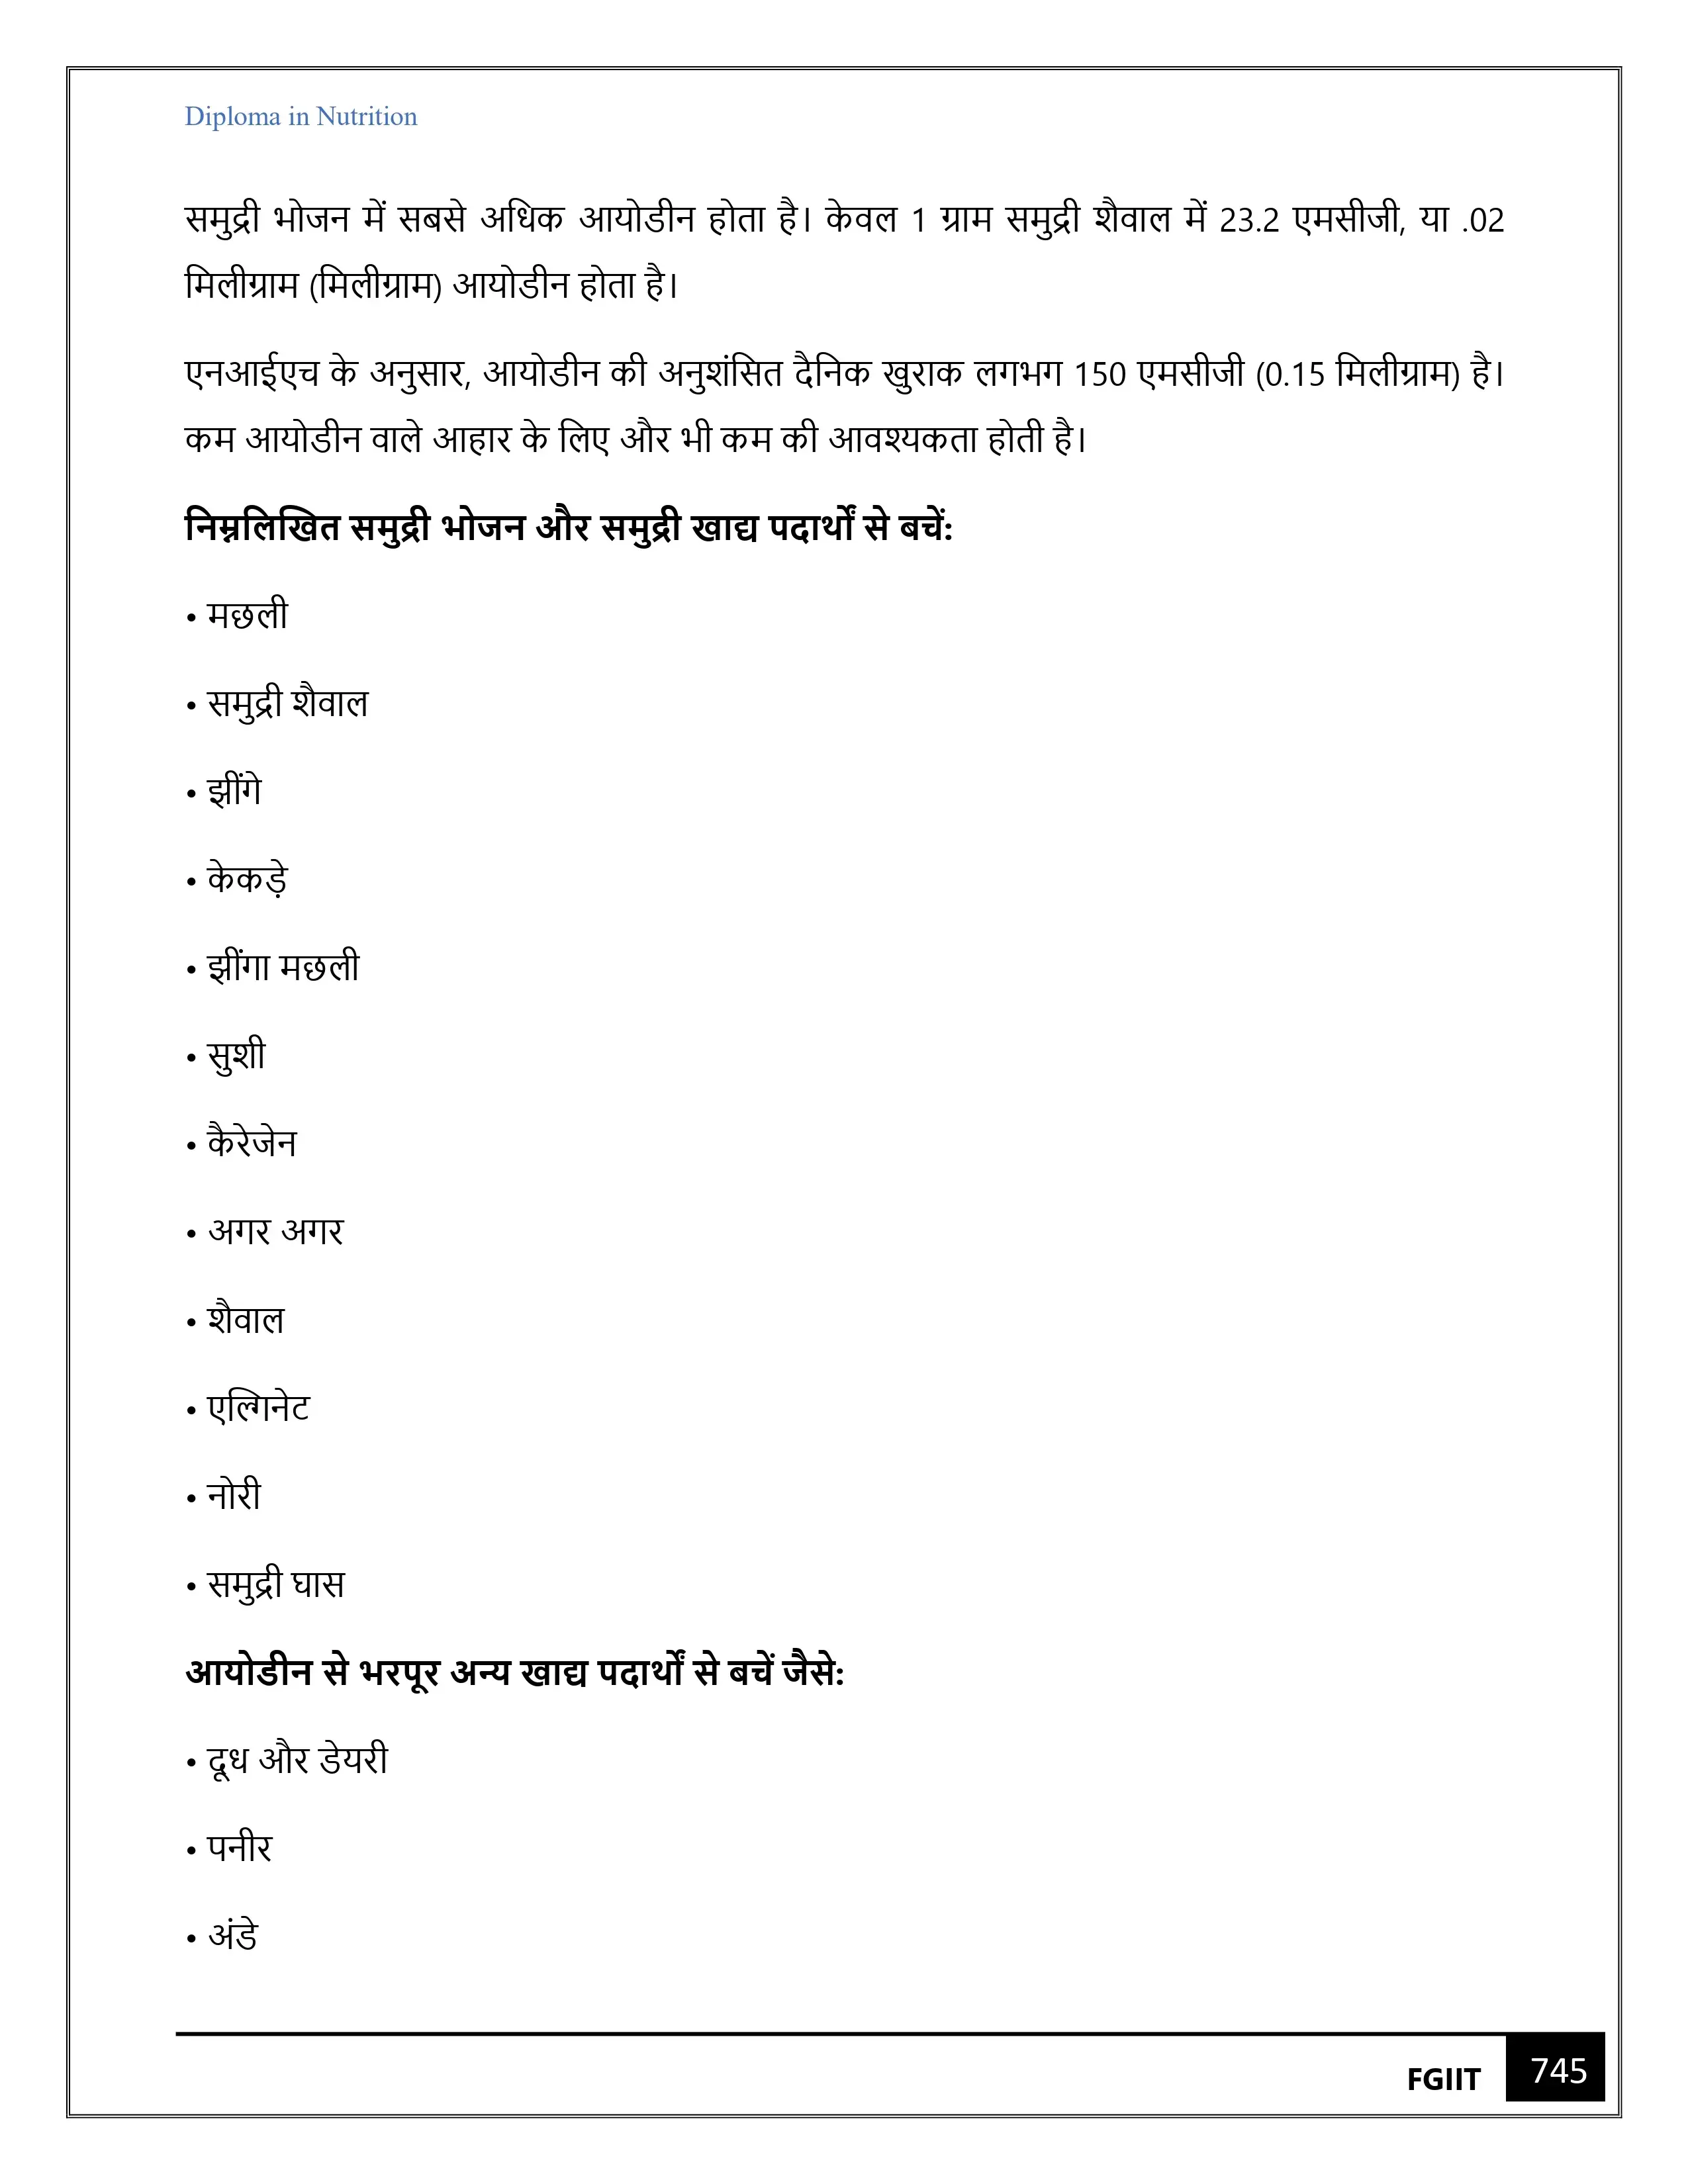 Diploma in Nutrition
समुद्री भोजन में सबसे अधिक आयोडीन होता है। केवल 1 ग्राम समुद्री शैवाल में 23.2 एमसीजी, या .02
मिलीग्राम (मिलीग्राम) आयोडीन होता है।
एनआईएच के अनुसार, आयोडीन की अनुशंसित दैनिक खुराक लगभग 150 एमसीजी (0.15 मिलीग्राम) है।
कम आयोडीन वाले आहार के लिए और भी कम की आवश्यकता होती है।
निम्नलिखित समुद्री भोजन और समुद्री खाद्य पदार्थों से बचें:
• मछली
• समुद्री शैवाल
• झींगे
• केकड़े
• झींगा मछली
• सुशी
• कैरेजेन
• अगर अगर
• शैवाल
• एल्गिनेट
• नोरी
• समुद्री घास
आयोडीन से भरपूर अन्य खाद्य पदार्थों से बचें जैसे:
• दूध और डेयरी
• पनीर
• अंडे
FGIIT 745